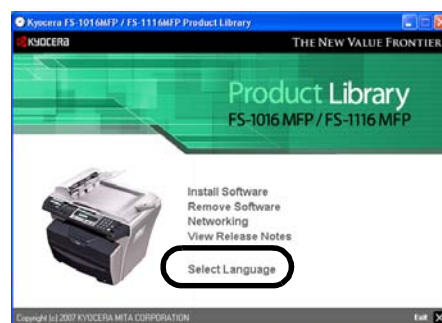 Kyocera FS-1016MFP / FS-1116MFP Product Library
KYOCERA
THE NEW VALUE FRONTIER
Product Library
FS-1016 MFP / FS-1116 MFP
Install Software
Remove Software
Networking
View Release Notes
Select Language
Copyright (c) 2007 KYOCERA MITA CORPORATION
Exit